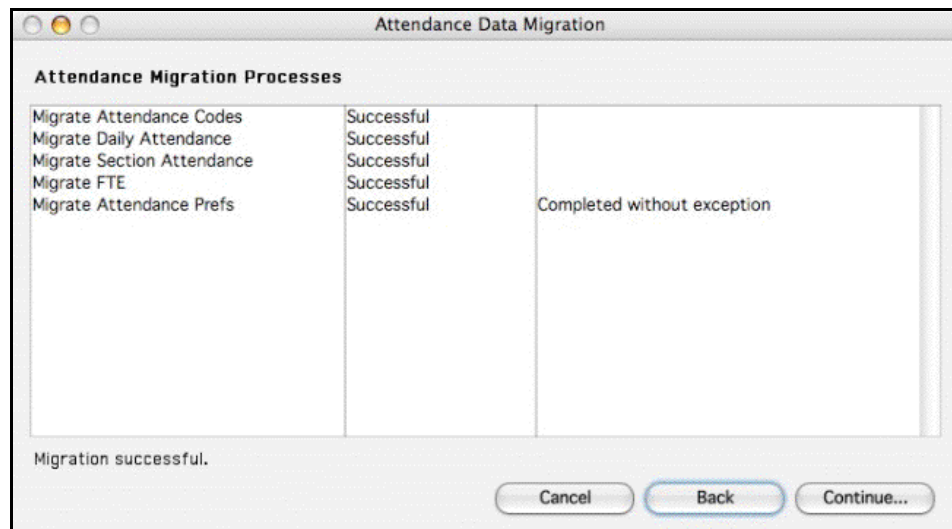 Attendance Data Migration
Attendance Migration Processes
Migrate Attendance Codes Successful
Migrate Daily Attendance Successful
Migrate Section Attendance Successful
Migrate FTE Successful
Migrate Attendance Prefs Successful Completed without exception
Migration successful.
Cancel Back Continue...